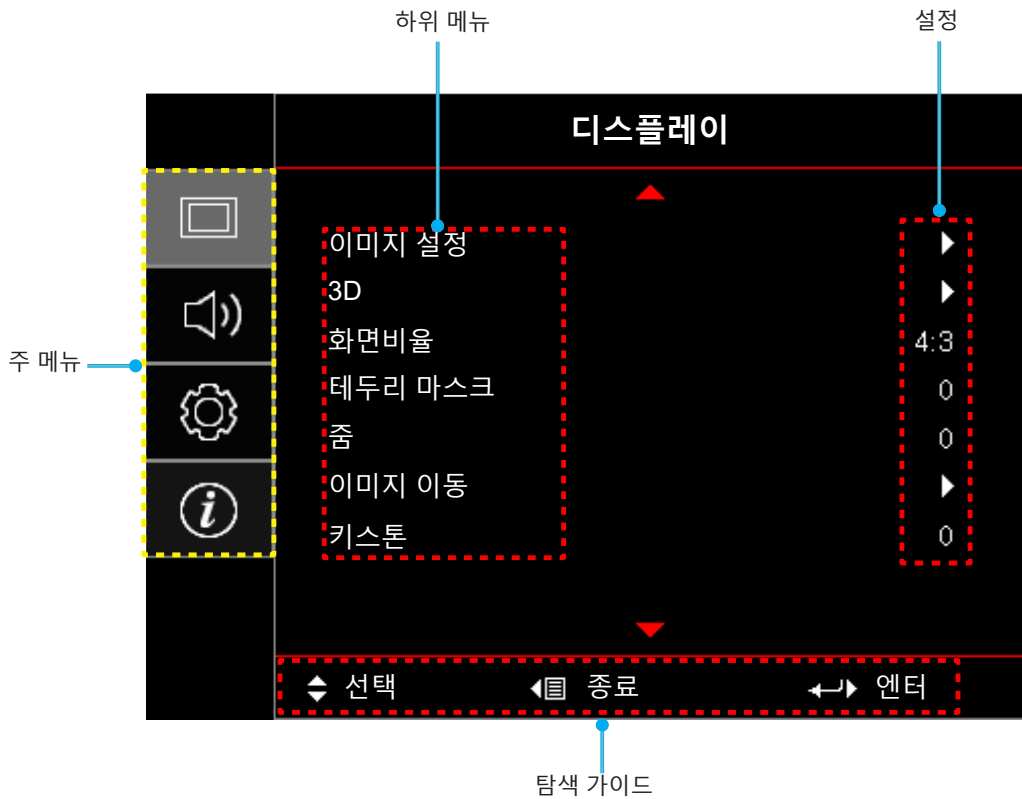 하위 메뉴 설정
디스플레이
이미지 설정
3D
화면비율 4:3
주 메뉴
테두리 마스크 0
줌 0
이미지 이동
키스톤 0
선택 종료 엔터
탐색 가이드